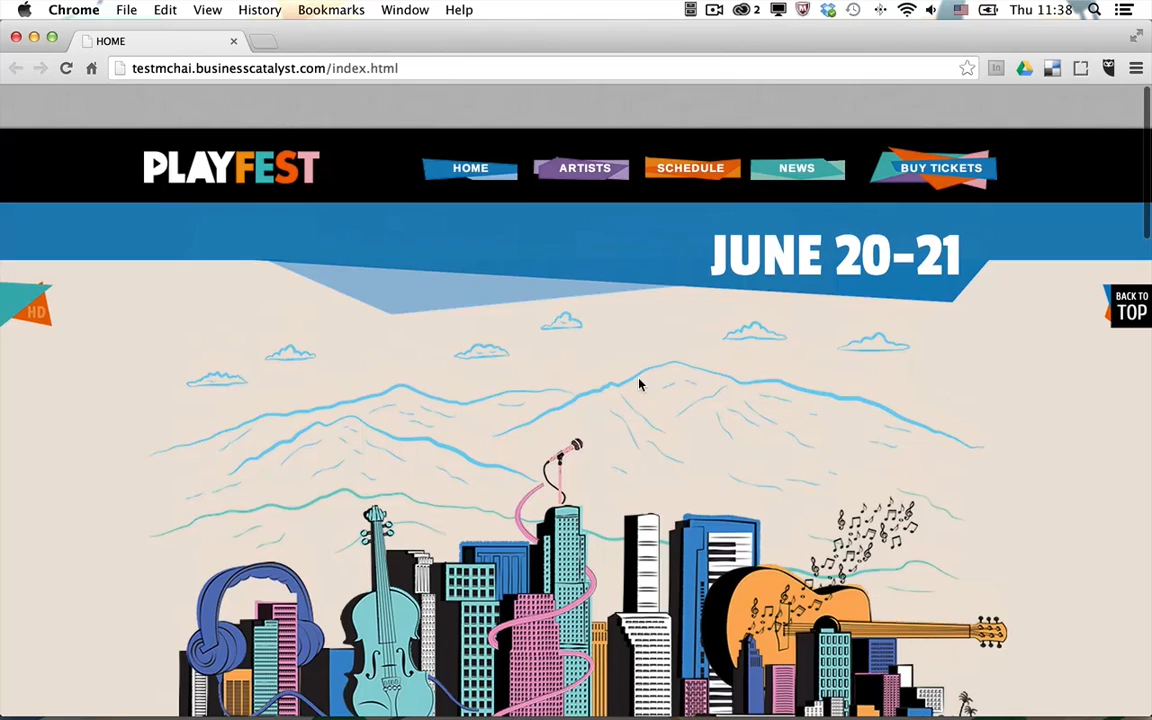 Chrome File Edit View History Bookmarks Window Help 2 Thu 11:38
HOME
testmchai.businesscatalyst.com/index.html
PLAYFEST HOME ARTISTS SCHEDULE NEWS BUY TICKETS
JUNE 20-21
HD
BACK TO
TOP